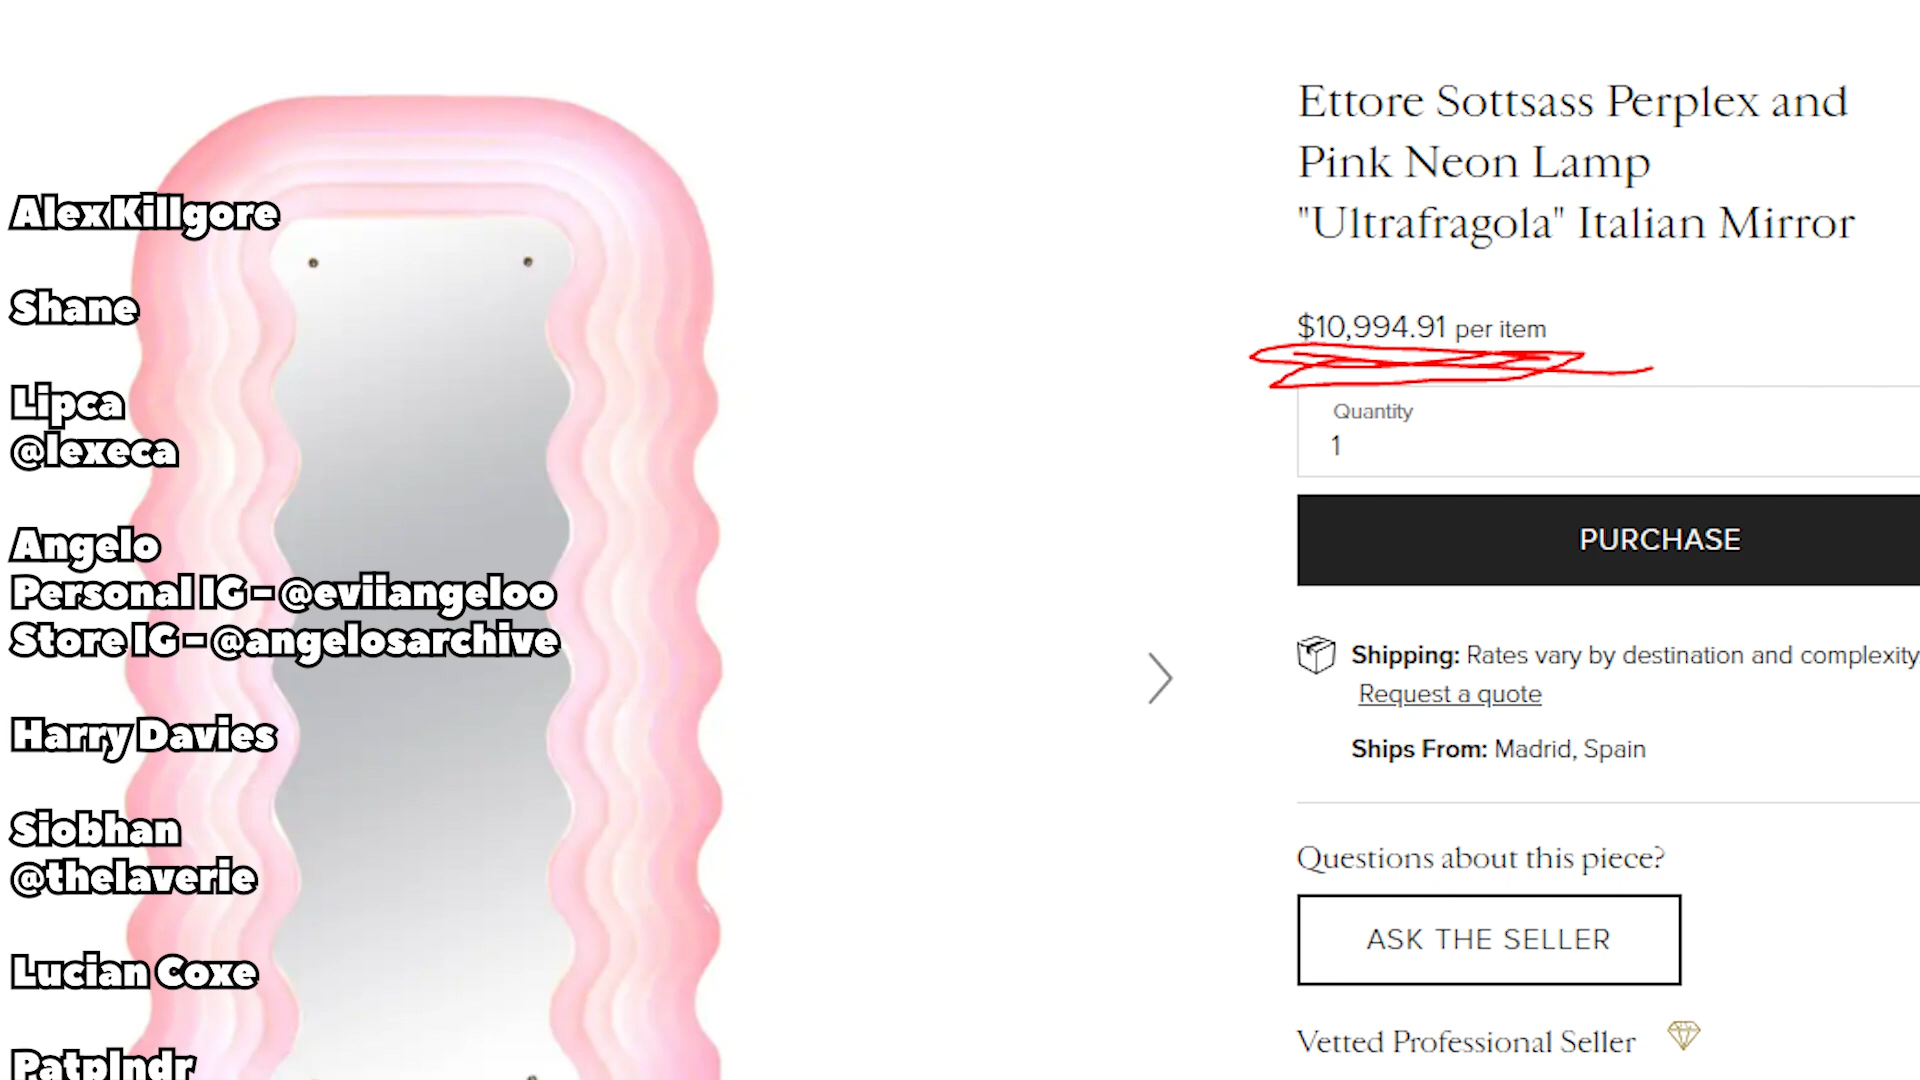 Alex Killgore
Shane
Lipca
@lexeca
Angelo
Personal IG - @eviiangeloo
Store IG - @angelosarchive
Harry Davies
Siobhan
@thelaverie
Lucian Coxe
Patplndr
Ettore Sottsass Perplex and
Pink Neon Lamp
"Ultrafragola" Italian Mirror
$10,994.91 per item
Quantity
1
PURCHASE
Shipping: Rates vary by destination and complexity
Request a quote
Ships From: Madrid, Spain
Questions about this piece?
ASK THE SELLER
Vetted Professional Seller